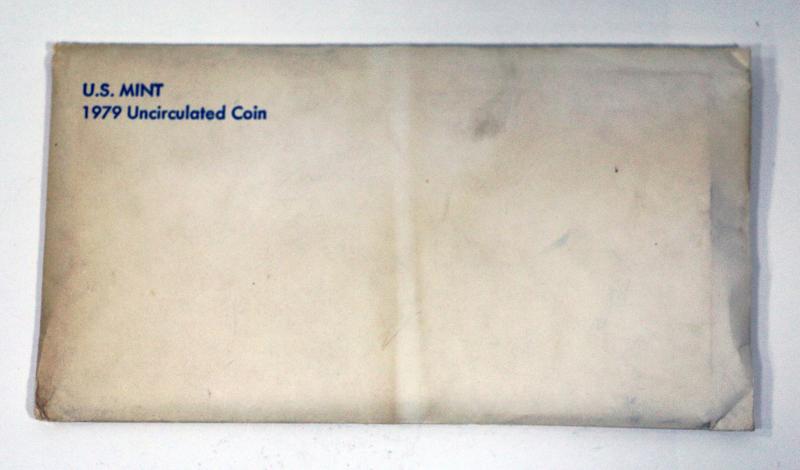 U.S. MINT
1979 Uncirculated Coin